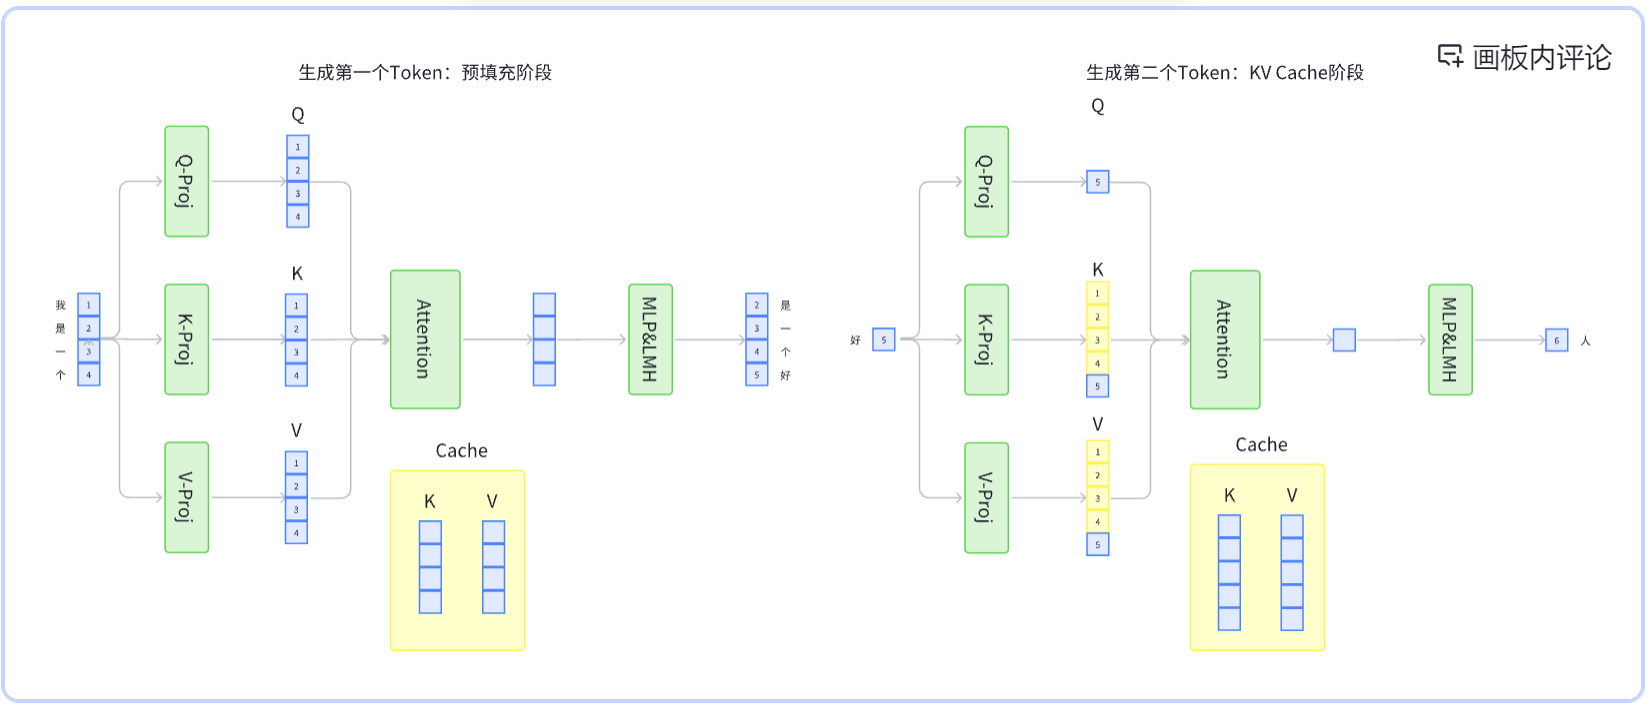 画板内评论
生成第一个Token：预填充阶段
Q
Q-Proj
1
2
3
4
K
我 1
是 2
一 3
个 4
K-Proj
1
2
3
4
Attention
MLP&LMH
2 是
3 一
4 个
5 好
V
V-Proj
1
2
3
4
Cache
K V
生成第二个Token：KV Cache阶段
Q
Q-Proj
5
K
好 5
K-Proj
1
2
3
4
5
Attention
MLP&LMH
6 人
V
V-Proj
1
2
3
4
5
Cache
K V